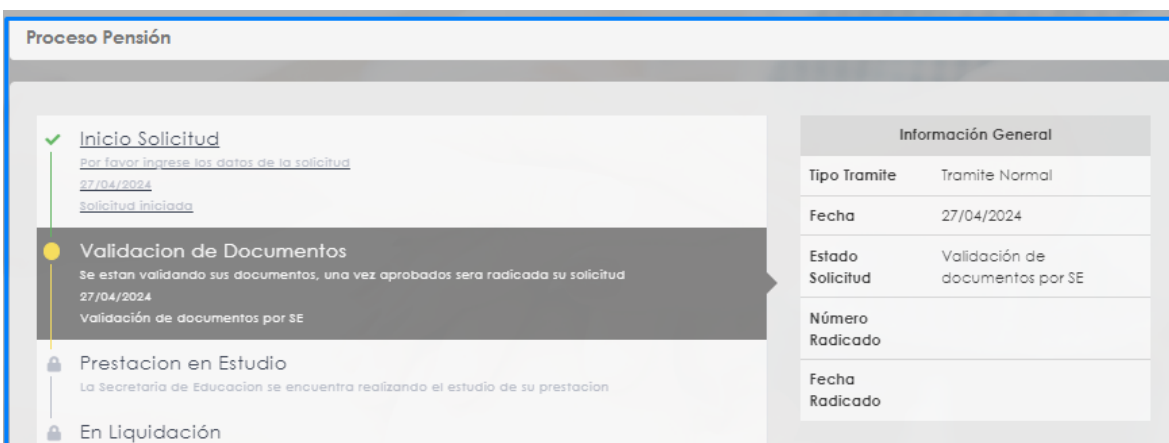 Proceso Pensión
Inicio Solicitud
Por favor ingrese los datos de la solicitud
27/04/2024
Solicitud iniciada
Validacion de Documentos
Se estan validando sus documentos, una vez aprobados sera radicada su solicitud
27/04/2024
Validación de documentos por SE
Prestacion en Estudio
La Secretaria de Educacion se encuentra realizando el estudio de su prestacion
En Liquidación
Información General
Tipo Tramite Tramite Normal
Fecha 27/04/2024
Estado Validación de
Solicitud documentos por SE
Número
Radicado
Fecha
Radicado